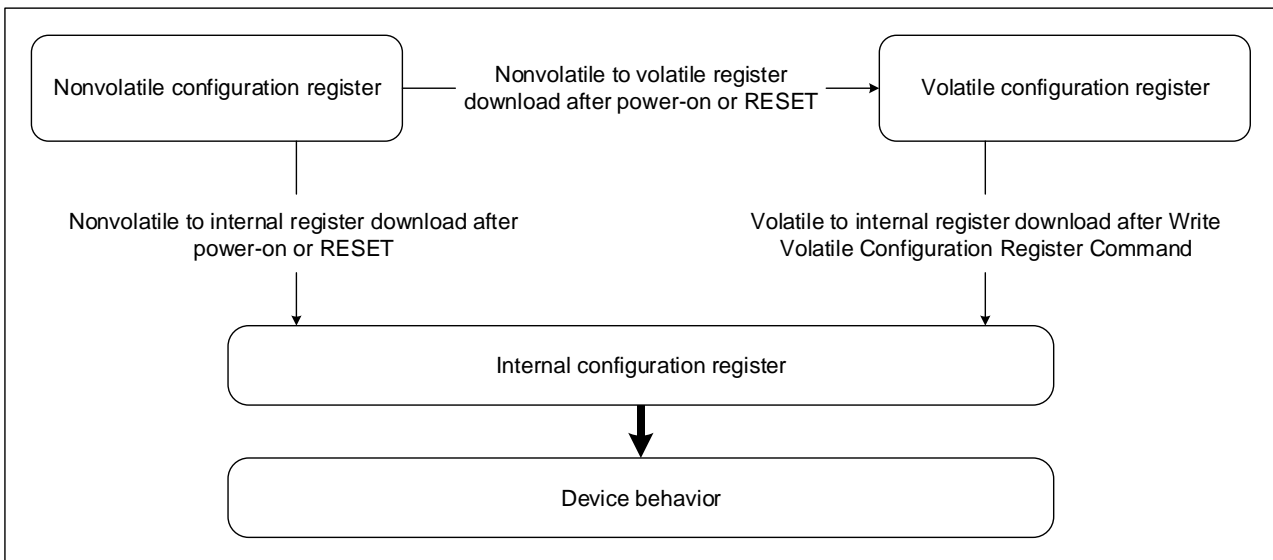 Nonvolatile configuration register
Nonvolatile to volatile register
download after power-on or RESET
Volatile configuration register
Nonvolatile to internal register download after
power-on or RESET
Volatile to internal register download after Write
Volatile Configuration Register Command
Internal configuration register
Device behavior